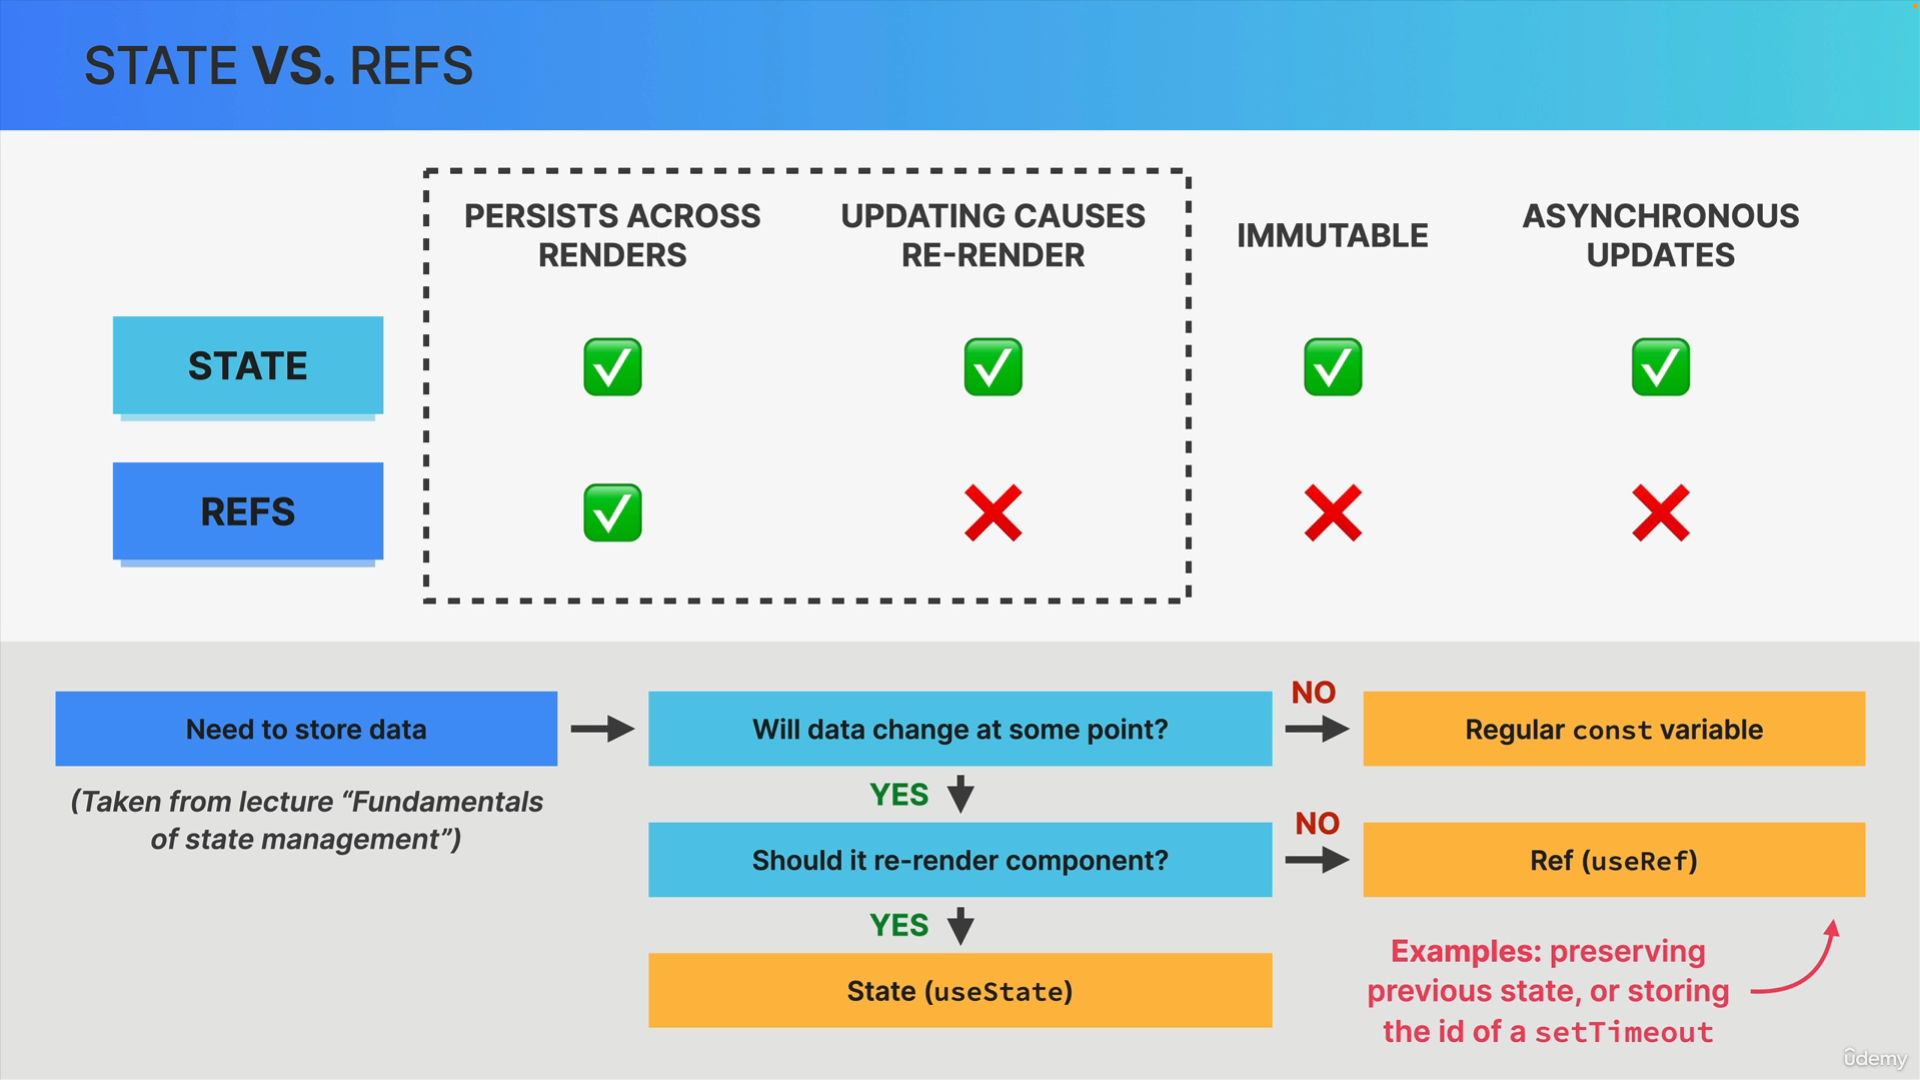 STATE VS. REFS
PERSISTS ACROSS
RENDERS
UPDATING CAUSES
RE-RENDER
IMMUTABLE
ASYNCHRONOUS
UPDATES
STATE
REFS
Need to store data
(Taken from lecture “Fundamentals
of state management”)
Will data change at some point?
NO
Regular const variable
YES
Should it re-render component?
NO
Ref (useRef)
YES
State (useState)
Examples: preserving
previous state, or storing
the id of a setTimeout
ûdemy